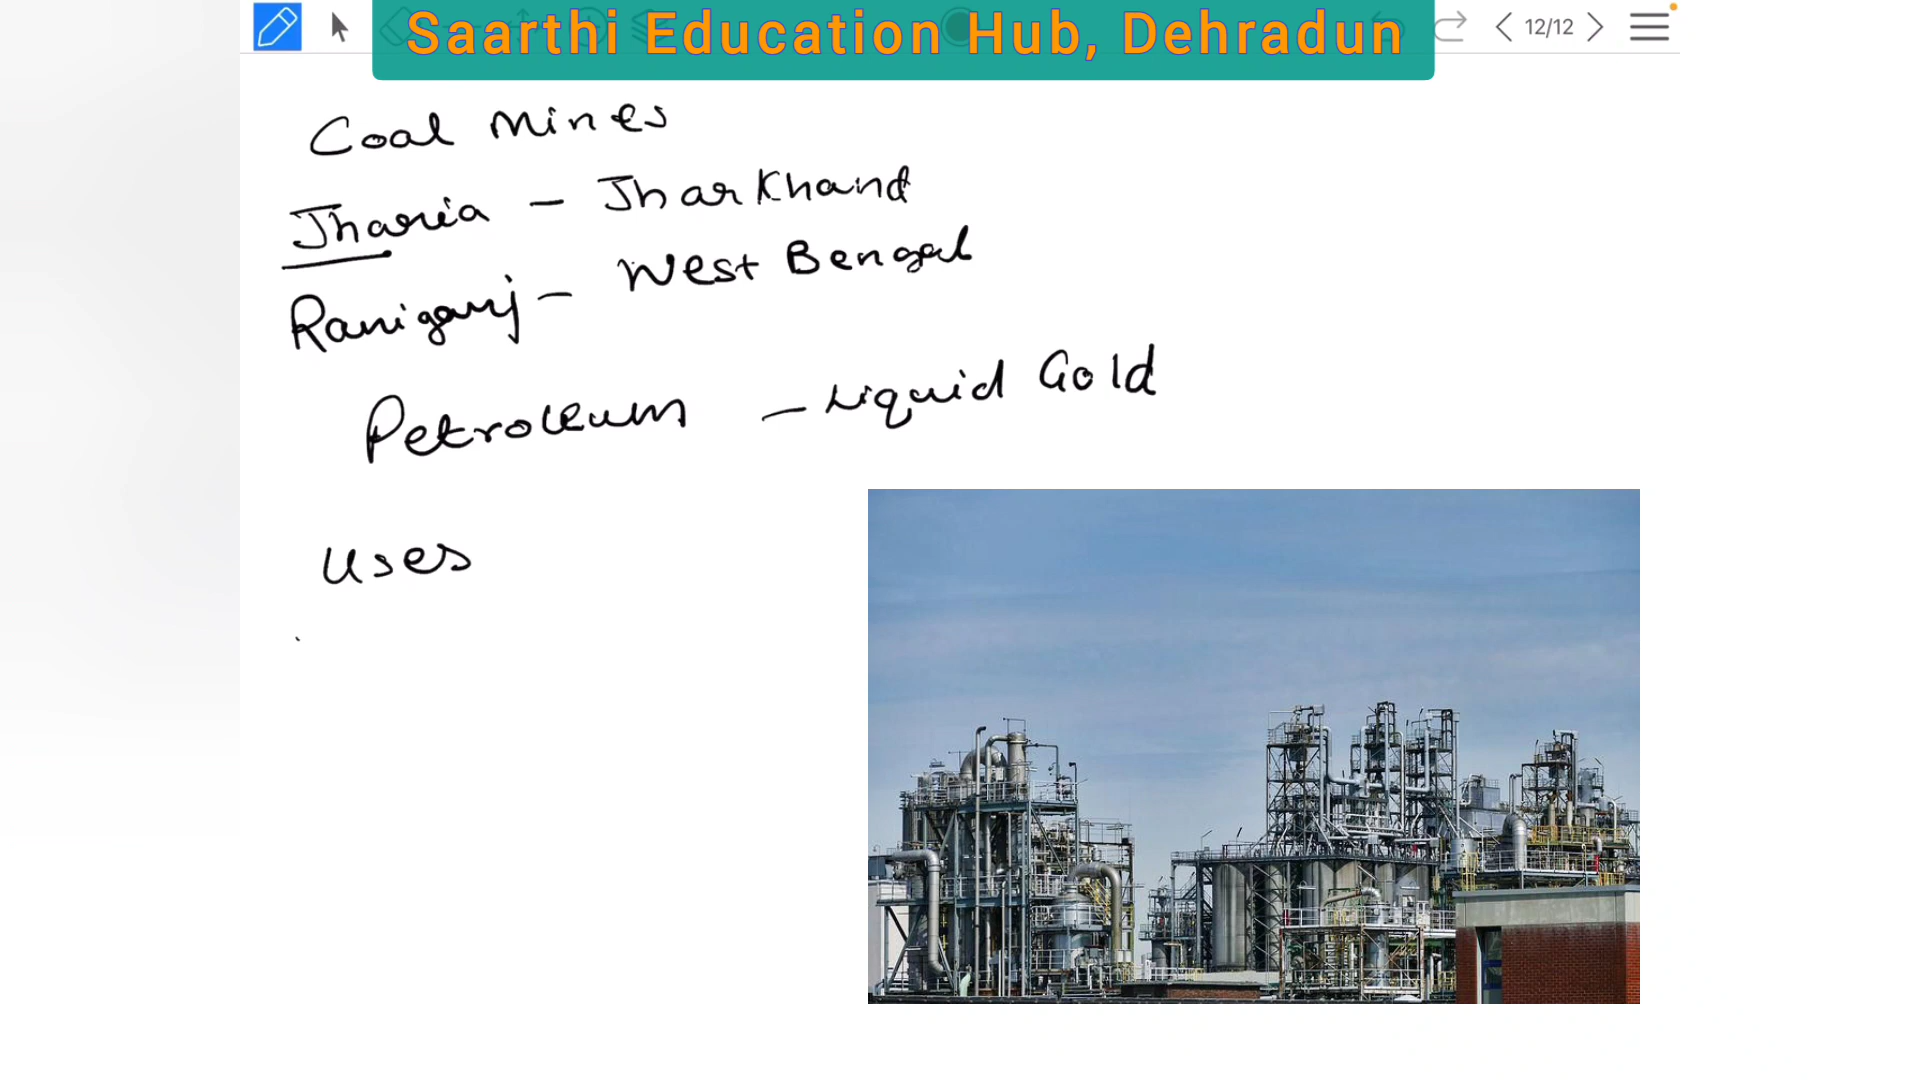 Saarthi Education Hub, Dehradun
12/12
Coal Mines
Jharia - Jharkhand
Raniganj - West Bengal
Petroleum - Liquid Gold
Uses